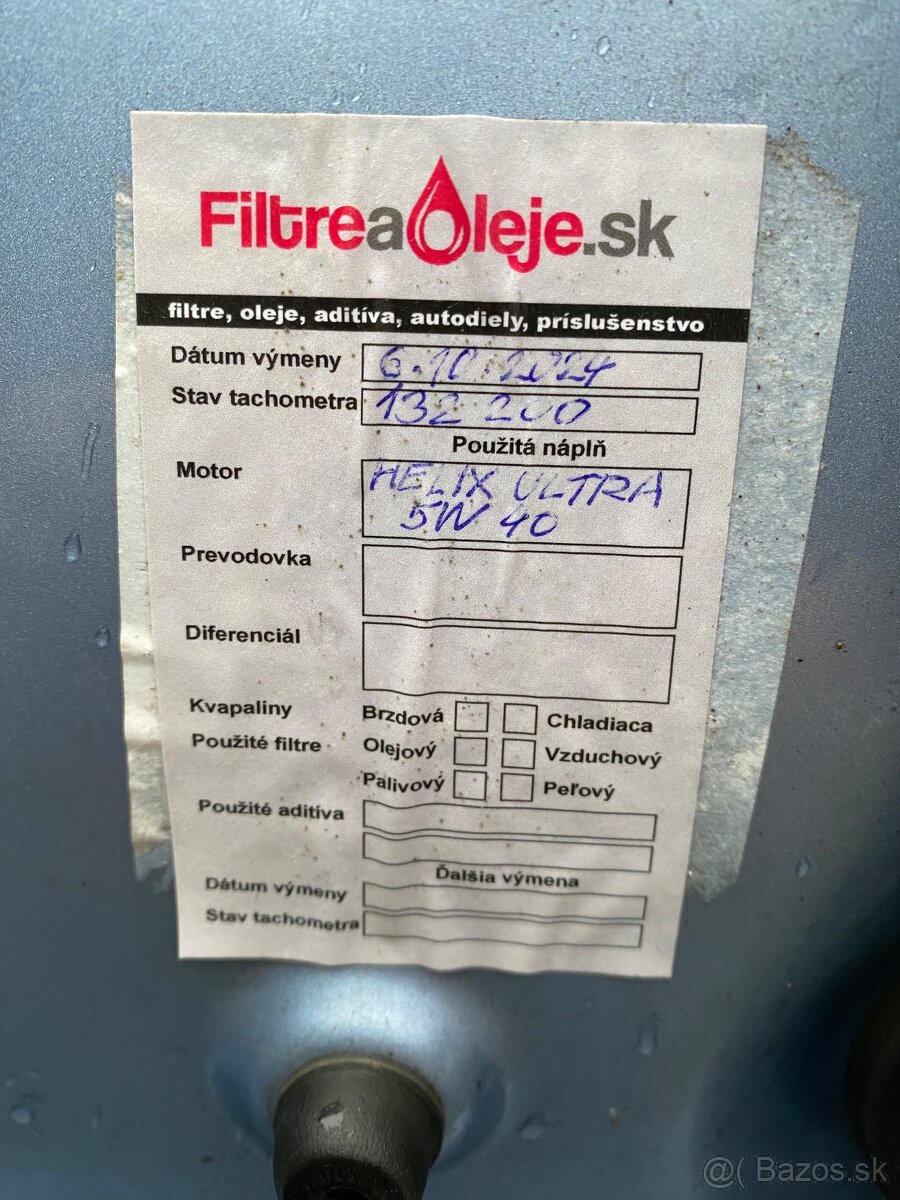 Filtreaoleje.sk
filtre, oleje, aditíva, autodiely, príslušenstvo
Dátum výmeny 6.10.2024
Stav tachometra 132 200
Použitá náplň
Motor HELIX ULTRA
5W 40
Prevodovka
Diferenciál
Kvapaliny Brzdová Chladiaca
Použité filtre Olejový Vzduchový
Palivový Peľový
Použité aditíva
Ďalšia výmena
Dátum výmeny
Stav tachometra
@( Bazos.sk